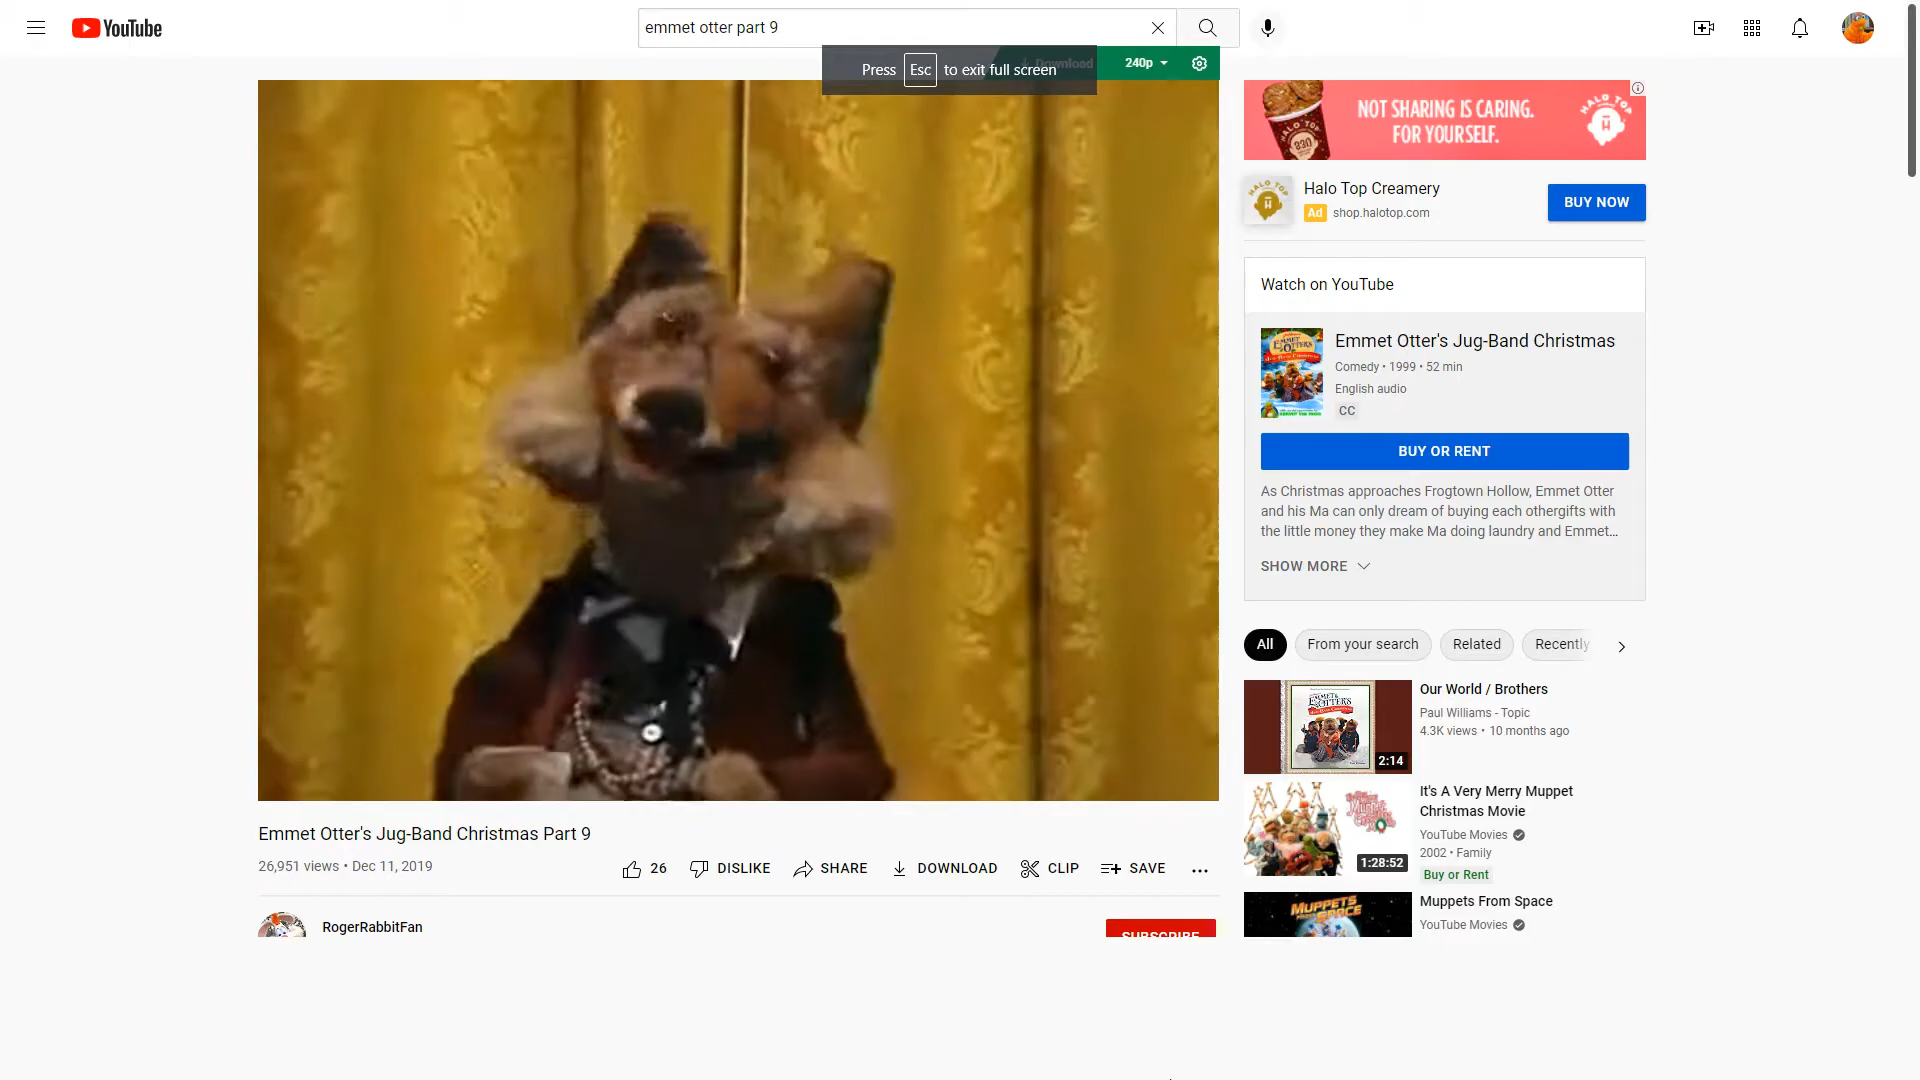 YouTube
emmet otter part 9
Press Esc to exit full screen
Download
240p
NOT SHARING IS CARING.
FOR YOURSELF.
HALO TOP
Halo Top Creamery
Ad shop.halotop.com
BUY NOW
Watch on YouTube
Emmet Otter's Jug-Band Christmas
Comedy • 1999 • 52 min
English audio
CC
BUY OR RENT
As Christmas approaches Frogtown Hollow, Emmet Otter
and his Ma can only dream of buying each othergifts with
the little money they make Ma doing laundry and Emmet...
SHOW MORE
All From your search Related Recently
Our World / Brothers
Paul Williams - Topic
4.3K views • 10 months ago
2:14
It's A Very Merry Muppet
Christmas Movie
YouTube Movies
2002 • Family
1:28:52
Buy or Rent
MUPPETS FROM SPACE
Muppets From Space
YouTube Movies
Emmet Otter's Jug-Band Christmas Part 9
26,951 views • Dec 11, 2019
26 DISLIKE SHARE DOWNLOAD CLIP SAVE
RogerRabbitFan
SUBSCRIBE